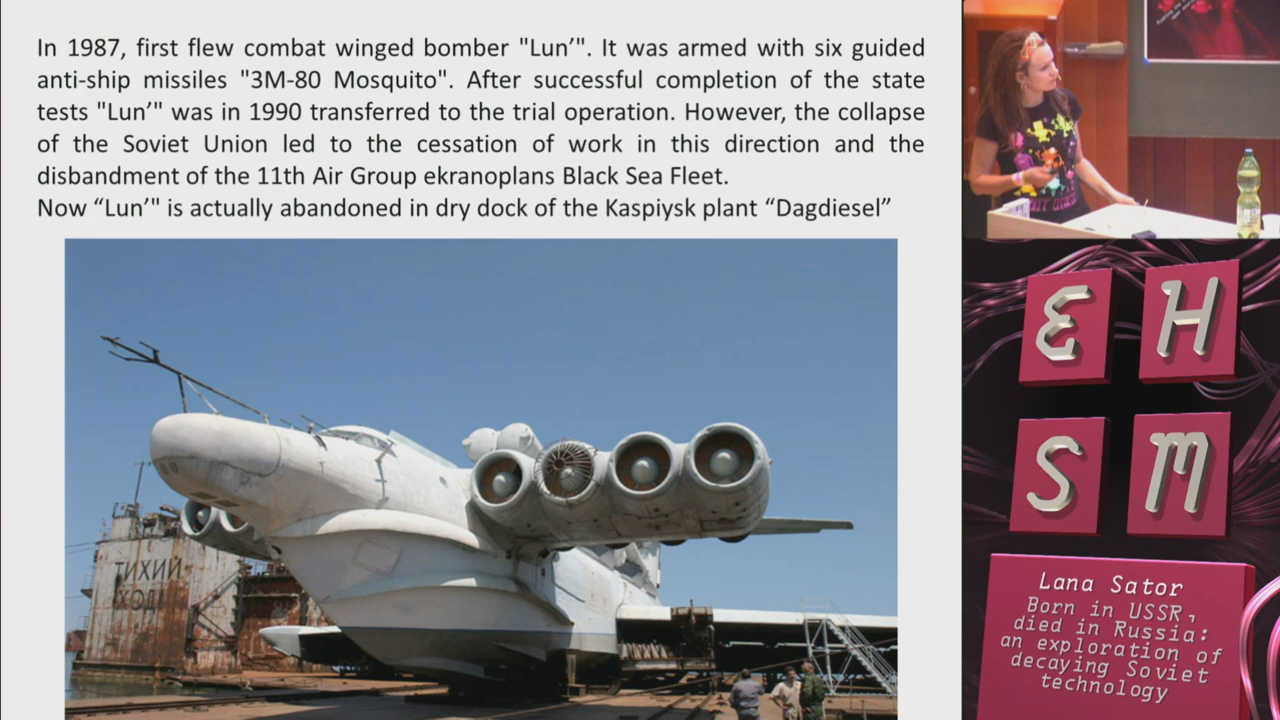 In 1987, first flew combat winged bomber "Lun’". It was armed with six guided
anti-ship missiles "3M-80 Mosquito". After successful completion of the state
tests "Lun’" was in 1990 transferred to the trial operation. However, the collapse
of the Soviet Union led to the cessation of work in this direction and the
disbandment of the 11th Air Group ekranoplans Black Sea Fleet.
Now “Lun’" is actually abandoned in dry dock of the Kaspiysk plant “Dagdiesel”
ТИХИЙ
ХОД
E H
S M
Lana Sator
Born in USSR,
died in Russia:
an exploration of
decaying Soviet
technology